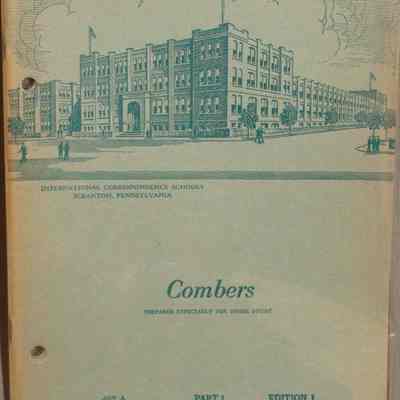 INTERNATIONAL CORRESPONDENCE SCHOOLS
SCRANTON, PENNSYLVANIA
Combers
PREPARED ESPECIALLY FOR HOME STUDY
PART 1 EDITION 1